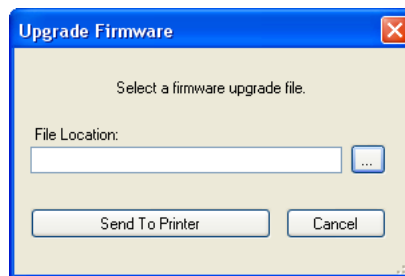 Upgrade Firmware
Select a firmware upgrade file.
File Location:
...
Send To Printer
Cancel